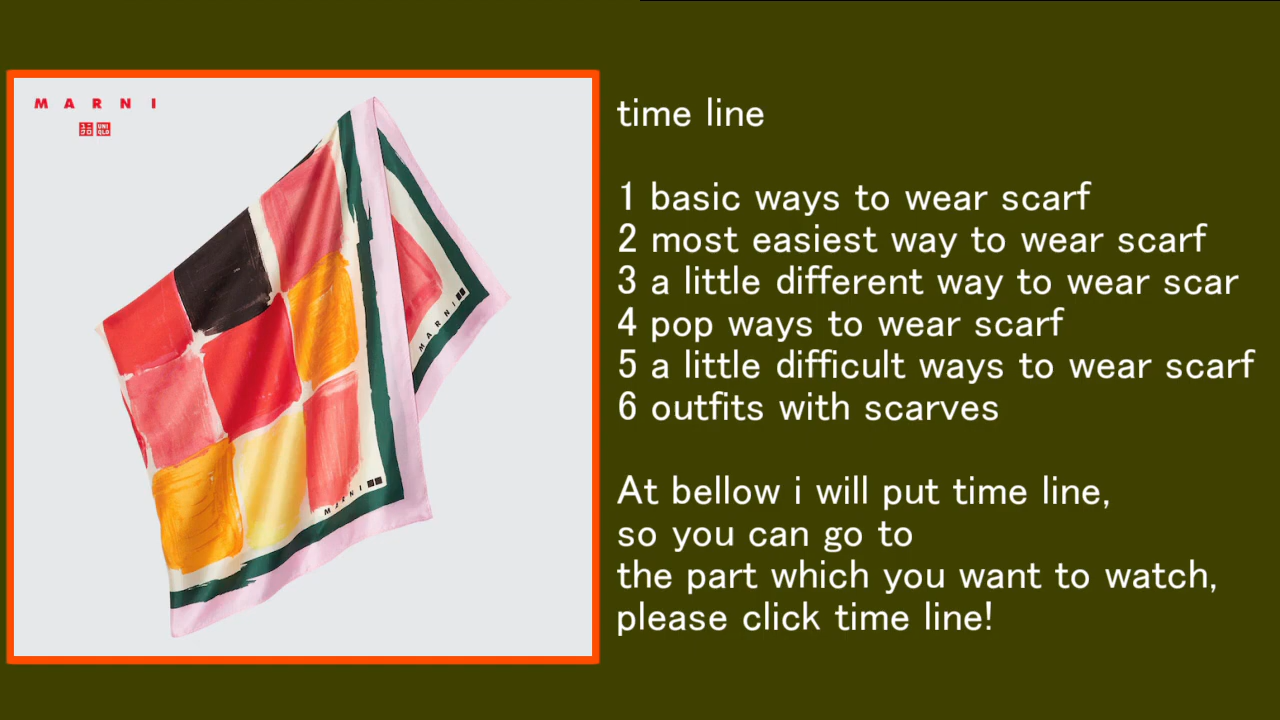 MARNI
UNI
QLO
time line
1 basic ways to wear scarf
2 most easiest way to wear scarf
3 a little different way to wear scar
4 pop ways to wear scarf
5 a little difficult ways to wear scarf
6 outfits with scarves
At bellow i will put time line,
so you can go to
the part which you want to watch,
please click time line!
MARNI
MARNI